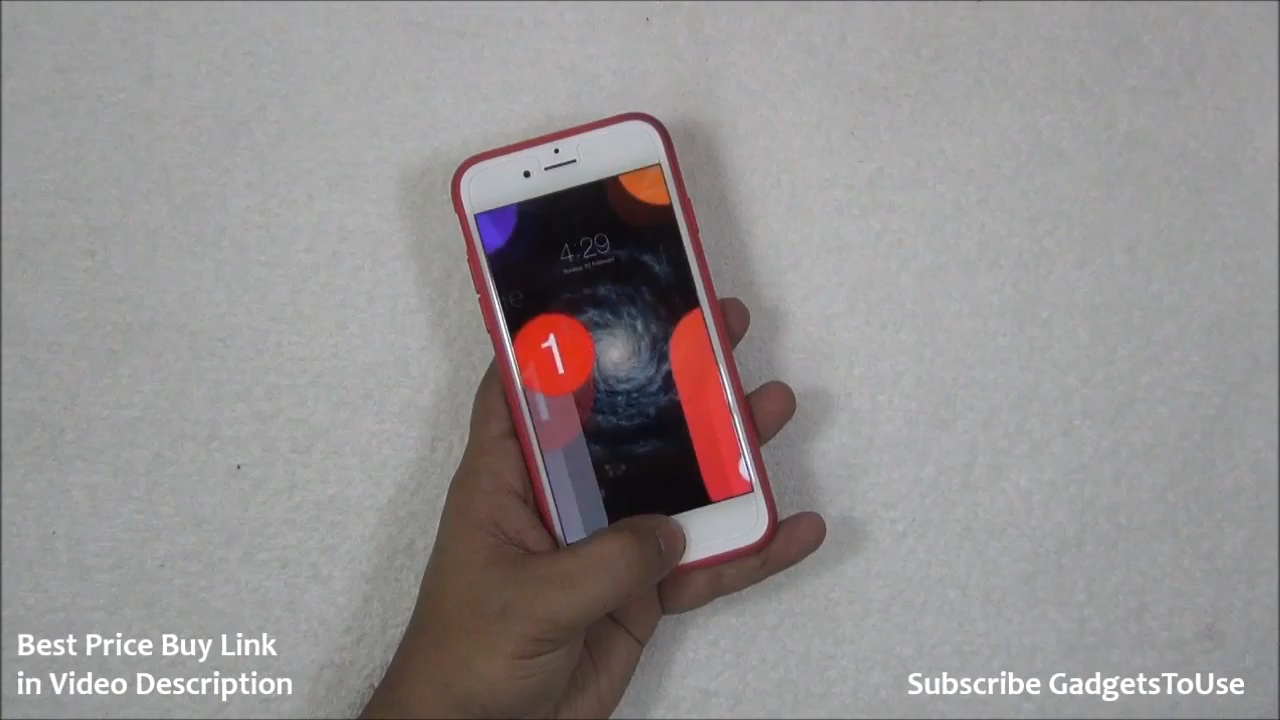 4:29
1
Best Price Buy Link
in Video Description
Subscribe GadgetsToUse